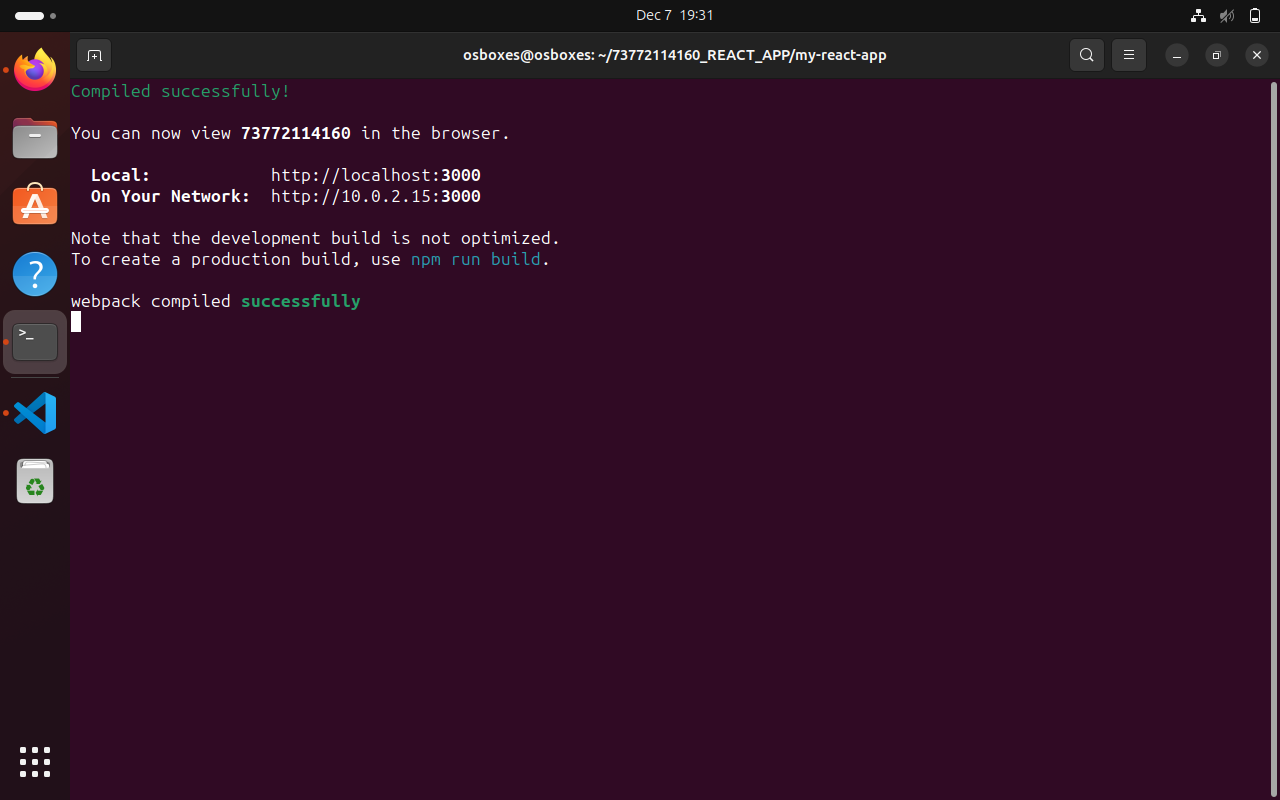 Dec 7 19:31
osboxes@osboxes: ~/73772114160_REACT_APP/my-react-app
Compiled successfully!
You can now view 73772114160 in the browser.
Local: http://localhost:3000
On Your Network: http://10.0.2.15:3000
Note that the development build is not optimized.
To create a production build, use npm run build.
webpack compiled successfully